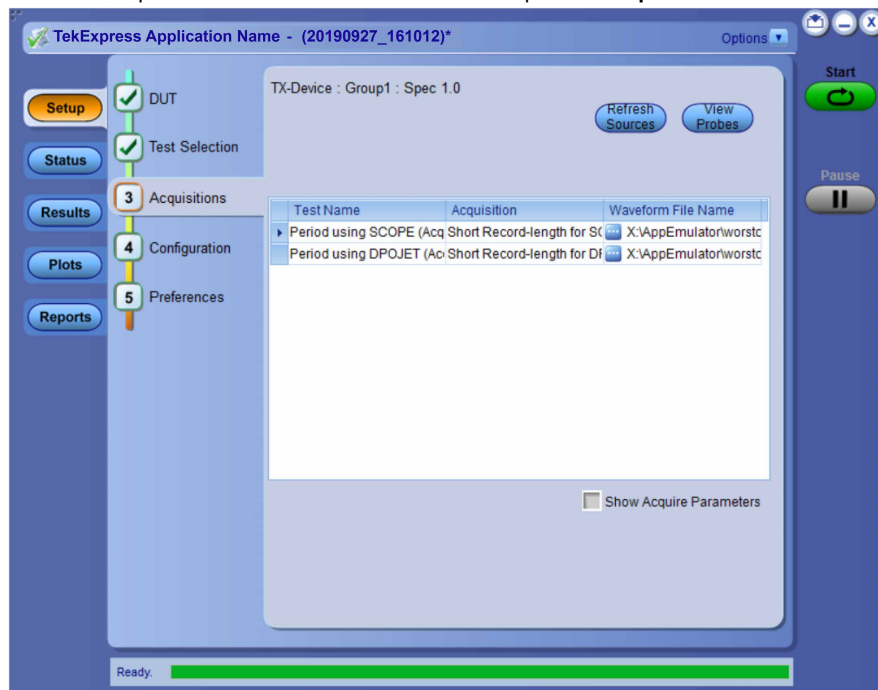 TekExpress Application Name - (20190927_161012)*
Options
Start
Setup
DUT
TX-Device : Group1 : Spec 1.0
Refresh Sources
View Probes
Status
Test Selection
Pause
Results
3 Acquisitions
Test Name Acquisition Waveform File Name
Period using SCOPE (Acq Short Record-length for SC X:\AppEmulator\worstc
4 Configuration
Period using DPOJET (Acc Short Record-length for DF X:\AppEmulator\worstc
Plots
5 Preferences
Reports
Show Acquire Parameters
Ready.